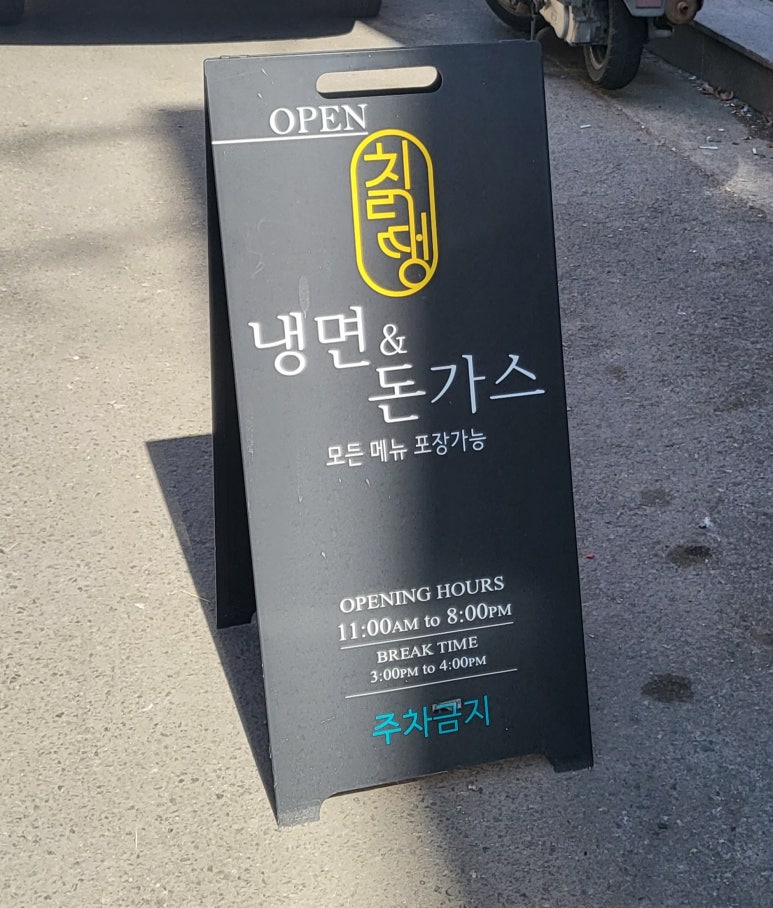 OPEN
냉면 &
돈가스
모든 메뉴 포장가능
OPENING HOURS
11:00AM to 8:00PM
BREAK TIME
3:00PM to 4:00PM
주차금지